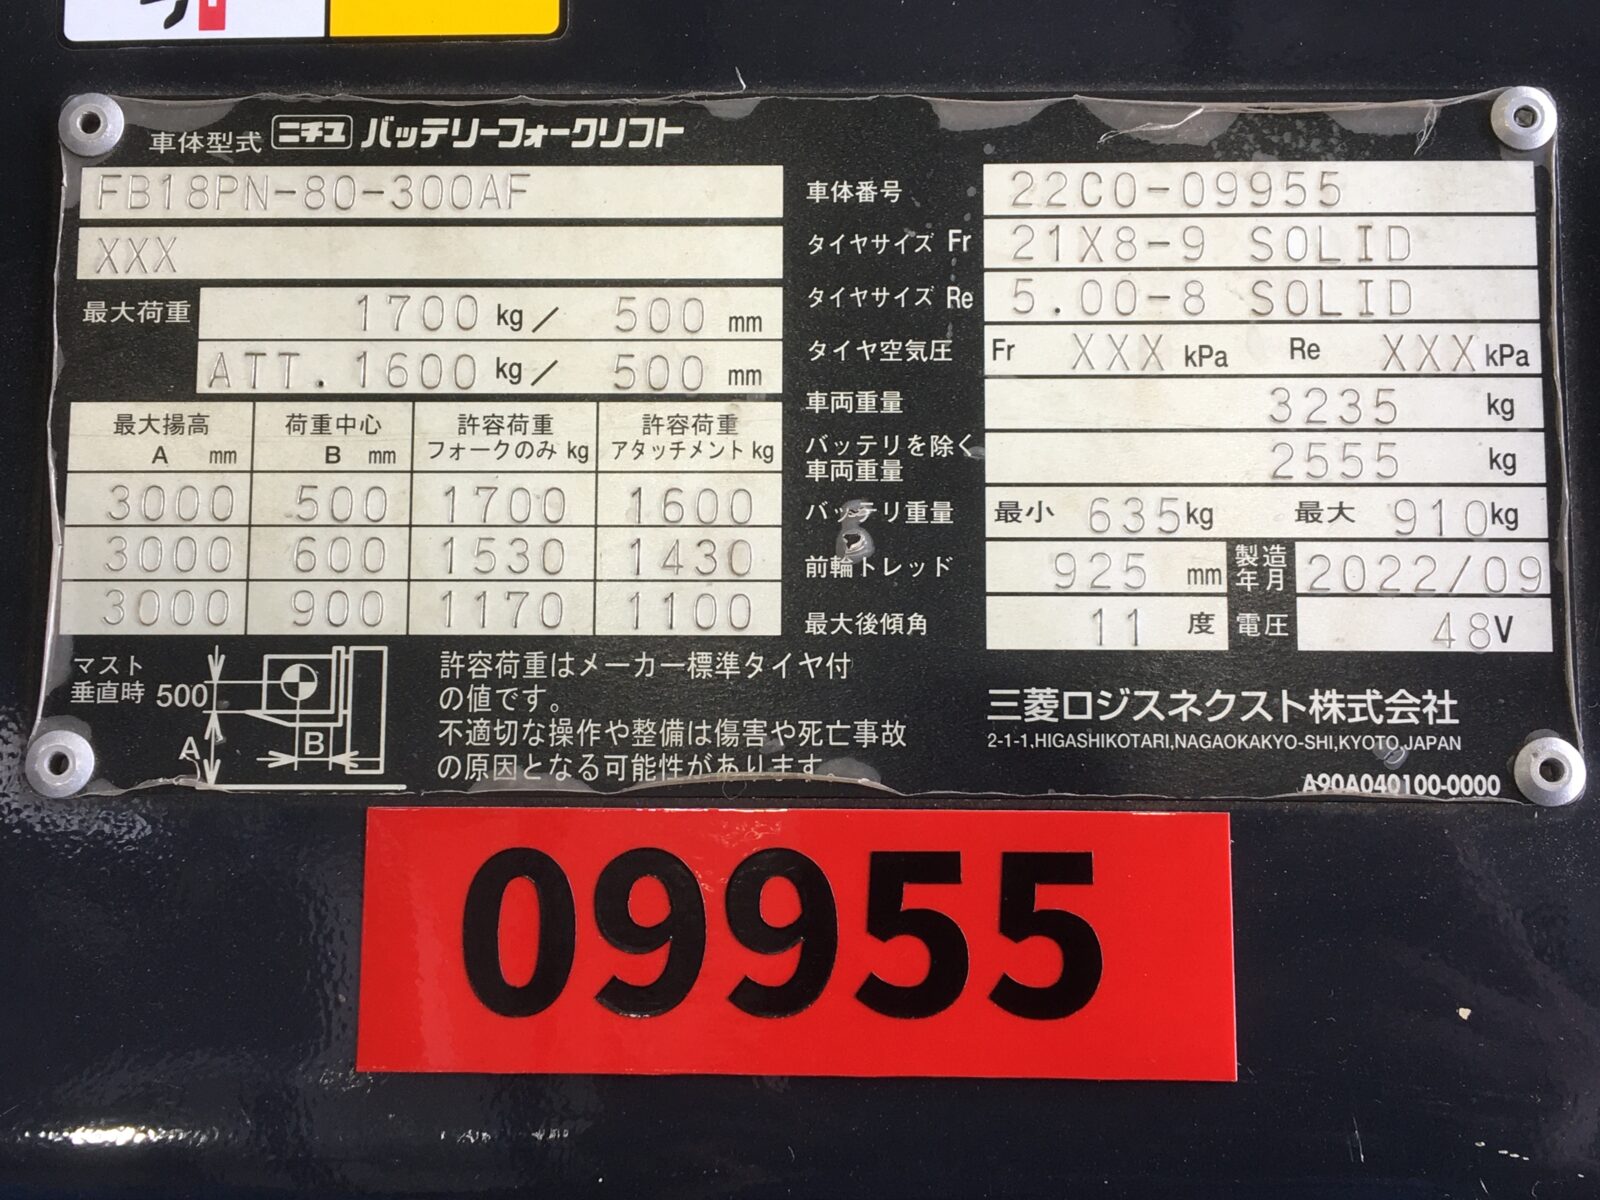 車体型式 ニチユ バッテリーフォークリフト
FB18PN-80-300AF
XXX
最大荷重 1700 kg／ 500 mm
ATT. 1600 kg／ 500 mm
最大揚高 A mm 荷重中心 B mm 許容荷重 フォークのみ kg 許容荷重 アタッチメント kg
3000 500 1700 1600
3000 600 1530 1430
3000 900 1170 1100
マスト
垂直時 500
A B
許容荷重はメーカー標準タイヤ付
の値です。
不適切な操作や整備は傷害や死亡事故
の原因となる可能性があります。
車体番号 22C0-09955
タイヤサイズ Fr 21X8-9 SOLID
タイヤサイズ Re 5.00-8 SOLID
タイヤ空気圧 Fr XXX kPa Re XXX kPa
車両重量 3235 kg
バッテリを除く
車両重量 2555 kg
バッテリ重量 最小 635kg 最大 910kg
前輪トレッド 925 mm 製造年月 2022/09
最大後傾角 11 度 電圧 48V
三菱ロジスネクスト株式会社
2-1-1,HIGASHIKOTARI,NAGAOKAKYO-SHI,KYOTO,JAPAN
A90A040100-0000
09955